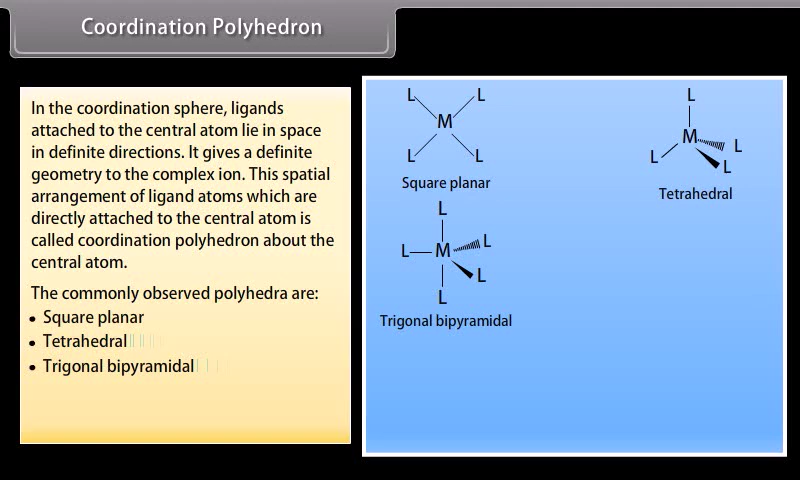 Coordination Polyhedron
In the coordination sphere, ligands
attached to the central atom lie in space
in definite directions. It gives a definite
geometry to the complex ion. This spatial
arrangement of ligand atoms which are
directly attached to the central atom is
called coordination polyhedron about the
central atom.
The commonly observed polyhedra are:
• Square planar
• Tetrahedral
• Trigonal bipyramidal
L L
M
L L
Square planar
L
M
L L
L
Tetrahedral
L
L M L
L
L
Trigonal bipyramidal